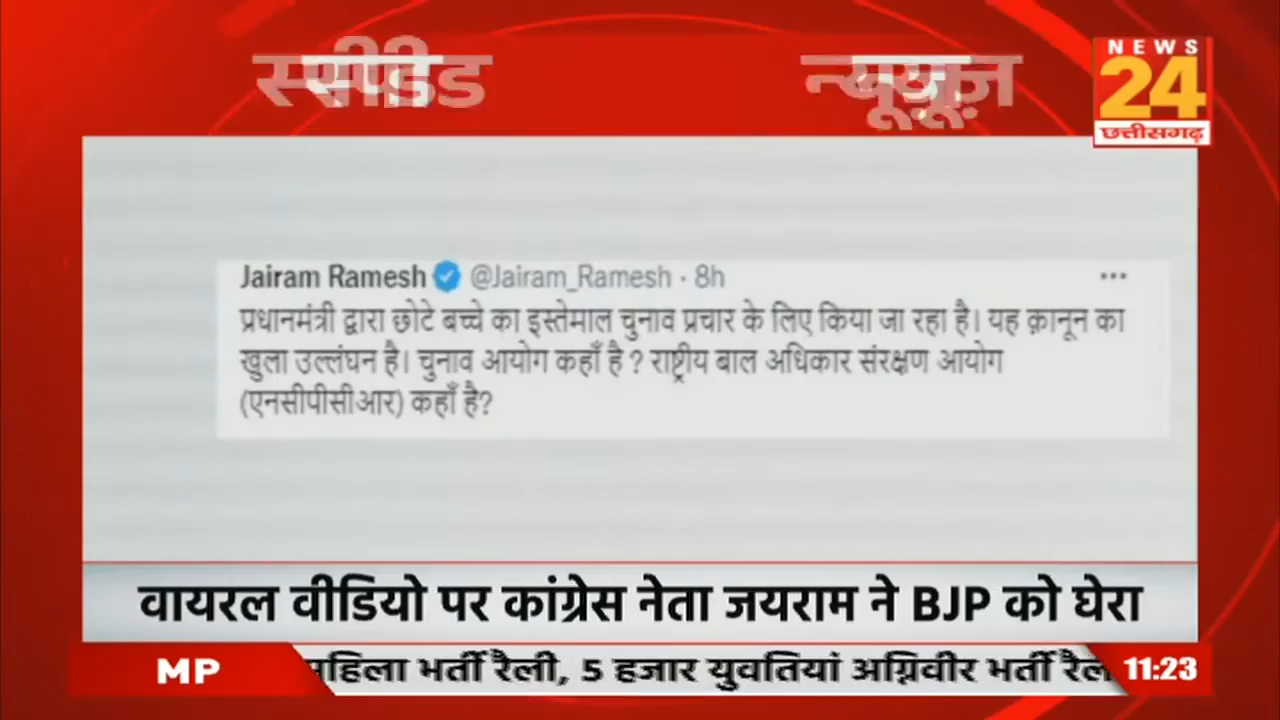 NEWS
24
छत्तीसगढ़
Jairam Ramesh @Jairam_Ramesh · 8h
प्रधानमंत्री द्वारा छोटे बच्चे का इस्तेमाल चुनाव प्रचार के लिए किया जा रहा है। यह क़ानून का
खुला उल्लंघन है। चुनाव आयोग कहाँ है ? राष्ट्रीय बाल अधिकार संरक्षण आयोग
(एनसीपीसीआर) कहाँ है?
वायरल वीडियो पर कांग्रेस नेता जयराम ने BJP को घेरा
MP महिला भर्ती रैली, 5 हजार युवतियां अग्निवीर भर्ती 11:23